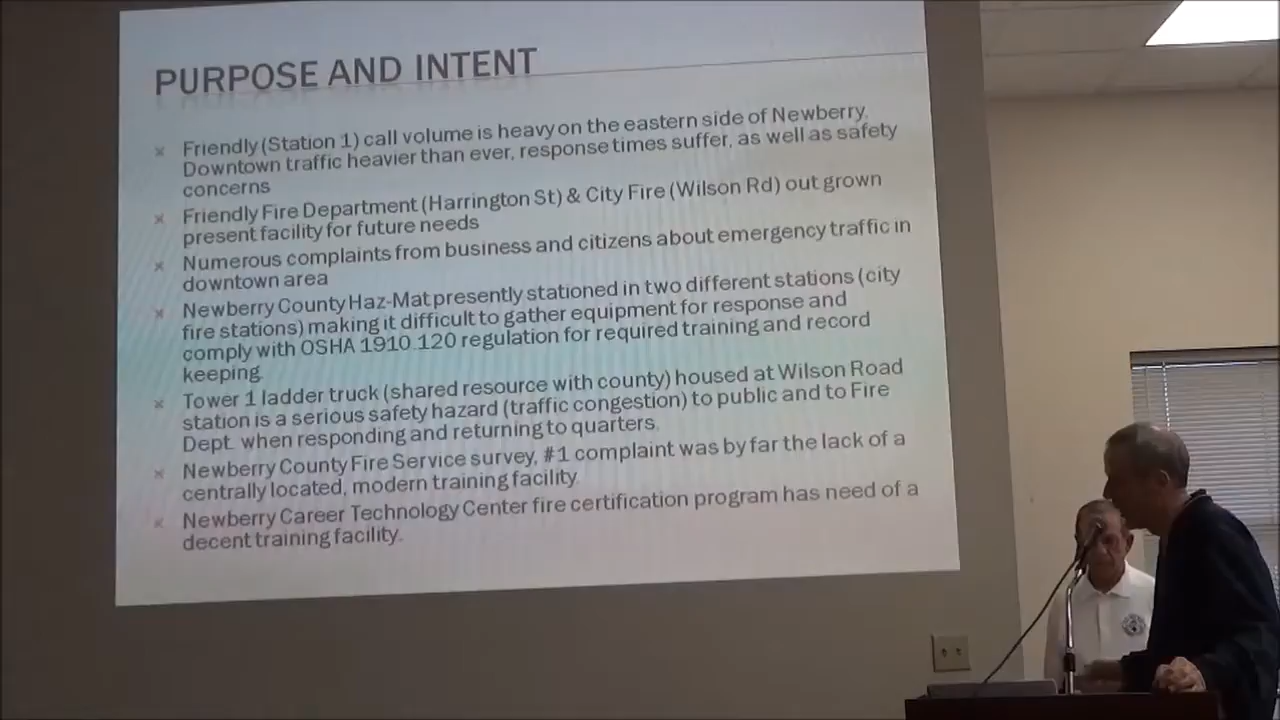 PURPOSE AND INTENT
Friendly (Station 1) call volume is heavy on the eastern side of Newberry.
Downtown traffic heavier than ever, response times suffer, as well as safety
concerns
Friendly Fire Department (Harrington St) & City Fire (Wilson Rd) out grown
present facility for future needs
Numerous complaints from business and citizens about emergency traffic in
downtown area
Newberry County Haz-Mat presently stationed in two different stations (city
fire stations) making it difficult to gather equipment for response and
comply with OSHA 1910.120 regulation for required training and record
keeping.
Tower 1 ladder truck (shared resource with county) housed at Wilson Road
station is a serious safety hazard (traffic congestion) to public and to Fire
Dept. when responding and returning to quarters.
Newberry County Fire Service survey, #1 complaint was by far the lack of a
centrally located, modern training facility.
Newberry Career Technology Center fire certification program has need of a
decent training facility.